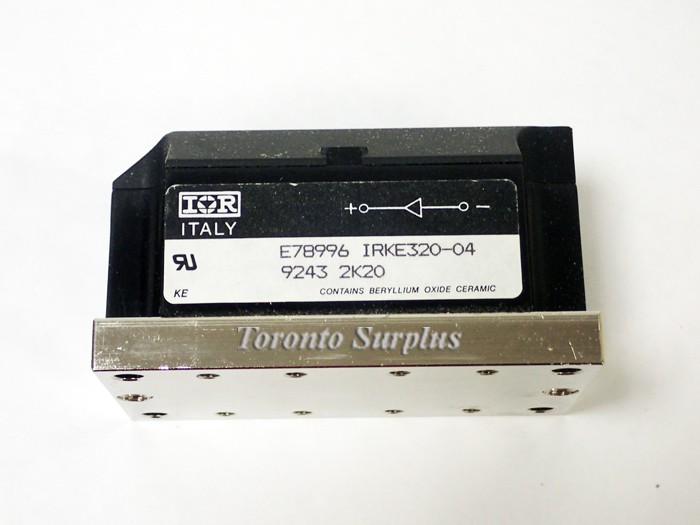 IOR
ITALY
+ −
E78996 IRKE320-04
9243 2K20
KE
CONTAINS BERYLLIUM OXIDE CERAMIC
Toronto Surplus